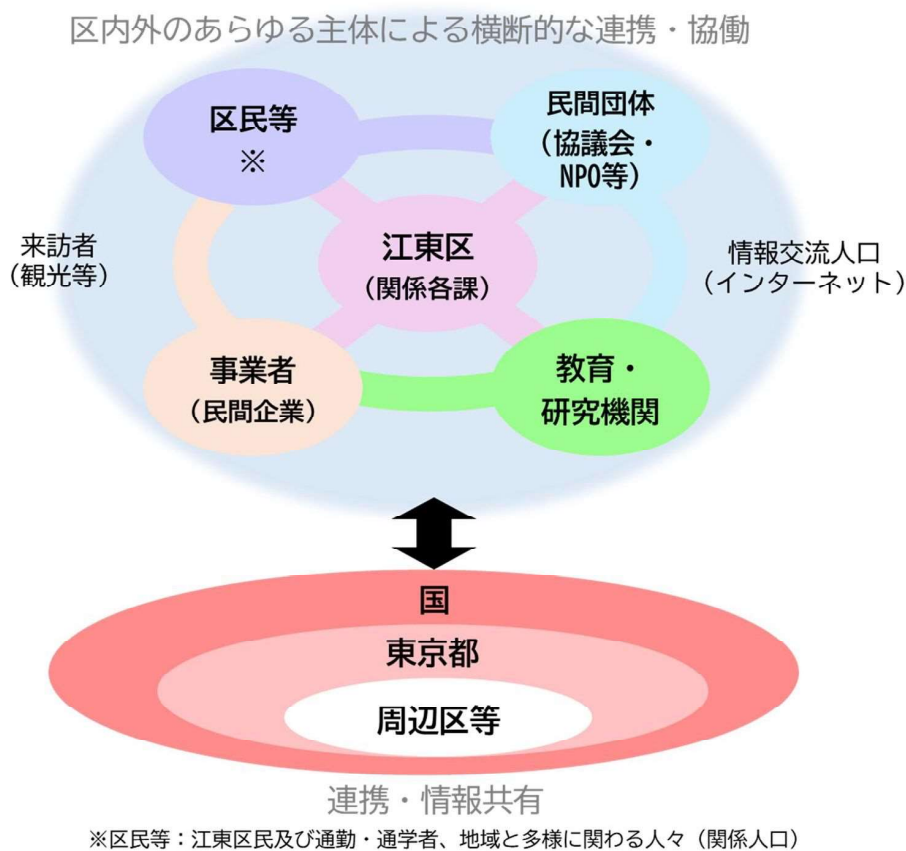 区内外のあらゆる主体による横断的な連携・協働
区民等
※
民間団体
(協議会・
NPO等)
江東区
(関係各課)
来訪者
(観光等)
情報交流人口
(インターネット)
事業者
(民間企業)
教育・
研究機関
国
東京都
周辺区等
連携・情報共有
※区民等：江東区民及び通勤・通学者、地域と多様に関わる人々（関係人口）